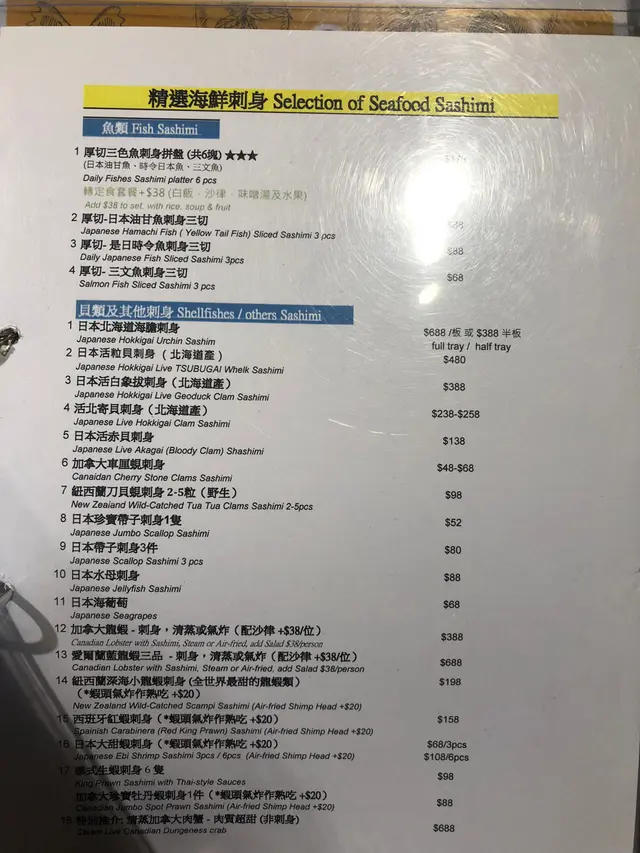 精選海鮮刺身 Selection of Seafood Sashimi
魚類 Fish Sashimi
1 厚切三色魚刺身拼盤 (共6塊) ★★★
(日本油甘魚、時令日本魚、三文魚)
Daily Fishes Sashimi platter 6 pcs
轉定食套餐+$38 (白飯﹐沙律﹐味噌湯及水果)
Add $38 to set. with rice. soup & fruit
2 厚切-日本油甘魚刺身三切
Japanese Hamachi Fish ( Yellow Tail Fish) Sliced Sashimi 3 pcs
3 厚切- 是日時令魚刺身三切 $88
Daily Japanese Fish Sliced Sashimi 3pcs
4 厚切- 三文魚刺身三切 $68
Salmon Fish Sliced Sashimi 3 pcs
貝類及其他刺身 Shellfishes / others Sashimi
1 日本北海道海膽刺身 $688 /板 或 $388 半板
Japanese Hokkigai Urchin Sashim full tray / half tray
2 日本活粒貝刺身 ( 北海道產) $480
Japanese Hokkigai Live TSUBUGAI Whelk Sashimi
3 日本活白象拔刺身 (北海道產) $388
Japanese Hokkigai Live Geoduck Clam Sashimi
4 活北寄貝刺身 (北海道產) $238-$258
Japanese Live Hokkigai Clam Sashimi
5 日本活赤貝刺身 $138
Japanese Live Akagai (Bloody Clam) Shashimi
6 加拿大車厘蜆刺身 $48-$68
Canaidan Cherry Stone Clams Sashimi
7 紐西蘭刀貝蜆刺身 2-5粒 (野生) $98
New Zeaiand Wild-Catched Tua Tua Clams Sashimi 2-5pcs
8 日本珍寶帶子刺身1隻 $52
Japanese Jumbo Scallop Sashimi
9 日本帶子刺身3件 $80
Japanese Scallop Sashimi 3 pcs
10 日本水母刺身 $88
Japanese Jellyfish Sashimi
11 日本海葡萄 $68
Japanese Seagrapes
12 加拿大龍蝦 - 刺身，清蒸或氣炸 (配沙律 +$38/位) $388
Canadian Lobster with Sashimi, Steam or Air-fried, add Salad $38/person
13 愛爾蘭藍龍蝦三品 - 刺身，清蒸或氣炸 (配沙律 +$38/位) $688
Canadian Lobster with Sashimi, Steam or Air-fried, add Salad $38/person
14 紐西蘭深海小龍蝦刺身 (全世界最甜的龍蝦類) $198
(*蝦頭氣炸作熟吃 +$20)
New Zealand Wild-Catched Scampi Sashimi (Air-fried Shimp Head +$20)
15 西班牙紅蝦刺身 (*蝦頭氣炸作熟吃 +$20) $158
Spainish Carabinera (Red King Prawn) Sashimi (Air-fried Shimp Head +$20)
16 日本大甜蝦刺身 (*蝦頭氣炸作熟吃 +$20) $68/3pcs
Japanese Ebi Shrimp Sashimi 3pcs / 6pcs (Air-fried Shimp Head +$20) $108/6pcs
17 泰式生蝦刺身 6 隻 $98
King Prawn Sashimi with Thai-style Sauces
加拿大珍寶牡丹蝦刺身1件 (*蝦頭氣炸作熟吃 +$20) $88
Canadian Jumbo Spot Prawn Sashimi (Air-fried Shimp Head +$20)
18 特別推介: 清蒸加拿大肉蟹 - 肉質超甜 (非刺身) $688
Steam Live Canadian Dungeness crab